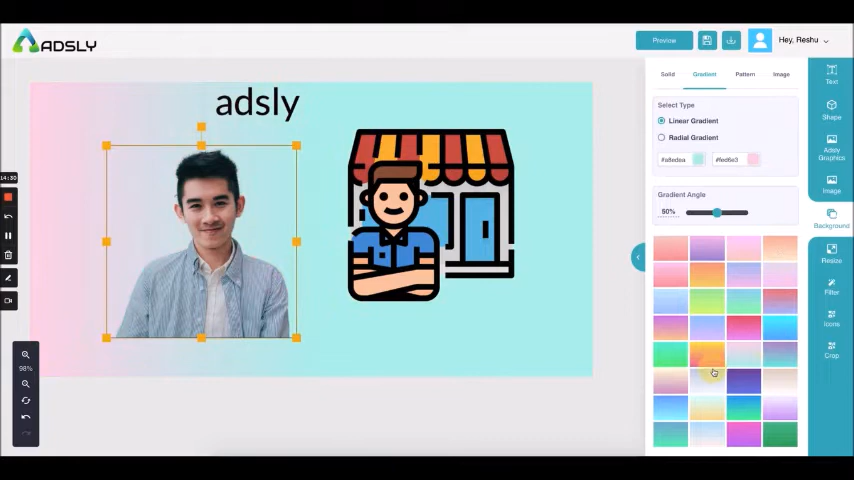 ADSLY
Preview
Hey, Reshu
Solid
Gradient
Pattern
Image
Text
Select Type
Linear Gradient
Radial Gradient
#a8edea
#fed6e3
Shape
Adsly
Graphics
Image
Gradient Angle
50%
Background
Resize
Filter
Icons
Crop
adsly
14:30
98%